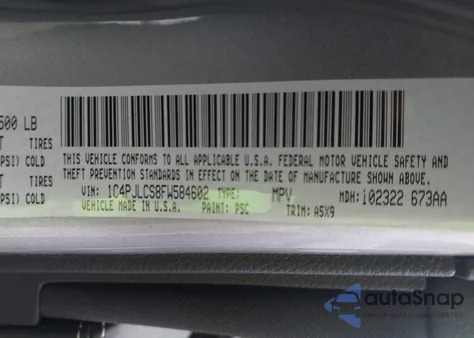 500 LB
T TIRES
PSI) COLD
T TIRES
PSI) COLD
THIS VEHICLE CONFORMS TO ALL APPLICABLE U.S.A. FEDERAL MOTOR VEHICLE SAFETY AND
THEFT PREVENTION STANDARDS IN EFFECT ON THE DATE OF MANUFACTURE SHOWN ABOVE
VIN: 1C4PJLCS8FW584602 TYPE: MPV MDH: 102322 673AA
VEHICLE MADE IN U.S.A. PAINT: PSC TRIM: A5X9
autoSnap